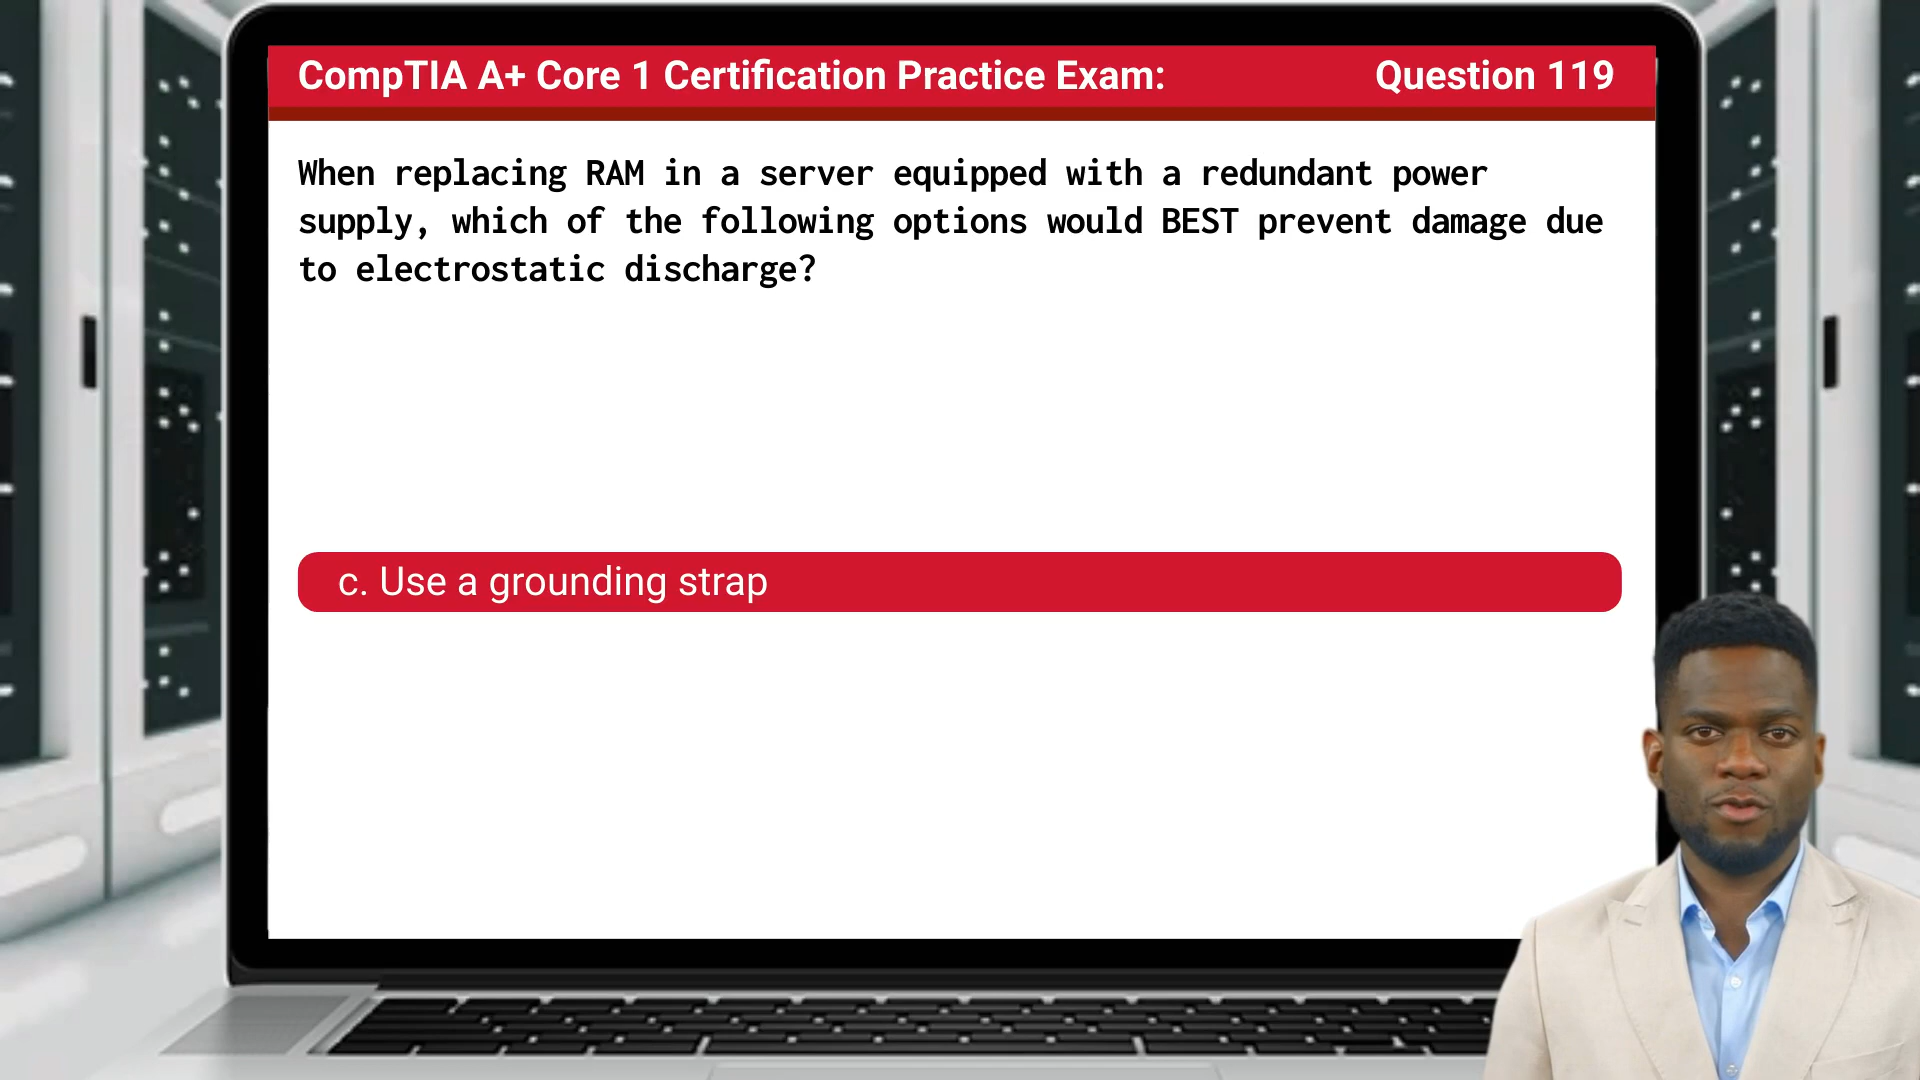 CompTIA A+ Core 1 Certification Practice Exam: Question 119
When replacing RAM in a server equipped with a redundant power
supply, which of the following options would BEST prevent damage due
to electrostatic discharge?
c. Use a grounding strap